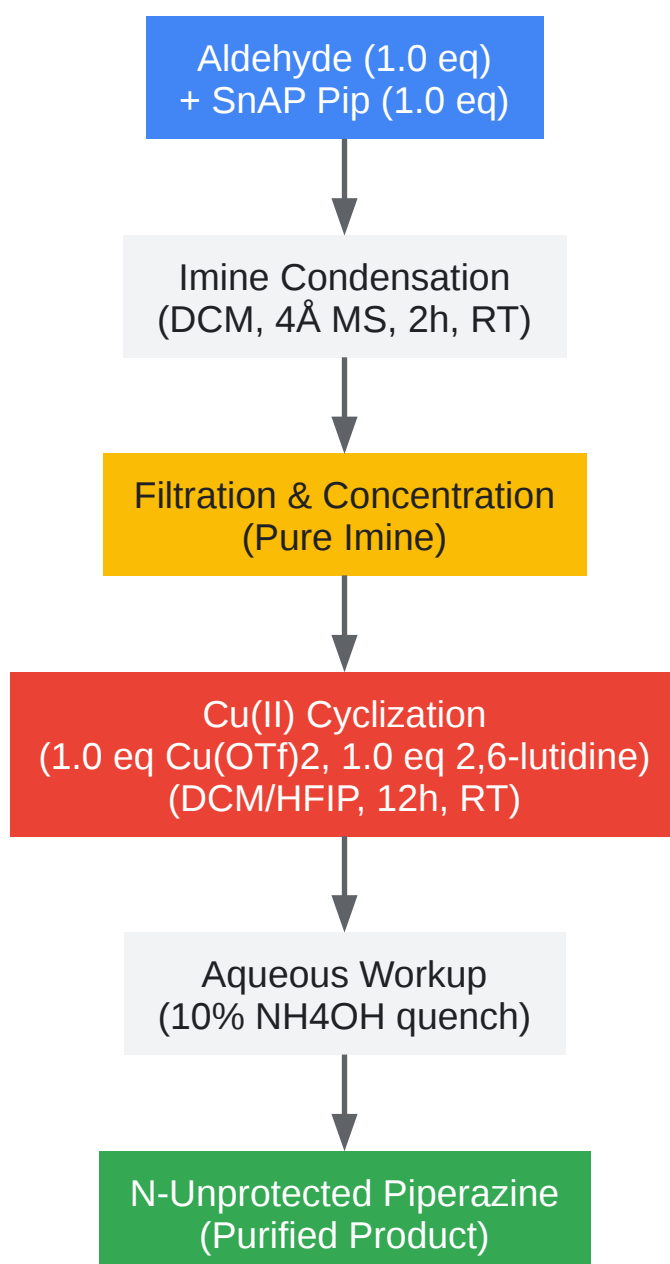 Aldehyde (1.0 eq)
+ SnAP Pip (1.0 eq)
Imine Condensation
(DCM, 4Å MS, 2h, RT)
Filtration & Concentration
(Pure Imine)
Cu(II) Cyclization
(1.0 eq Cu(OTf)2, 1.0 eq 2,6-lutidine)
(DCM/HFIP, 12h, RT)
Aqueous Workup
(10% NH4OH quench)
N-Unprotected Piperazine
(Purified Product)